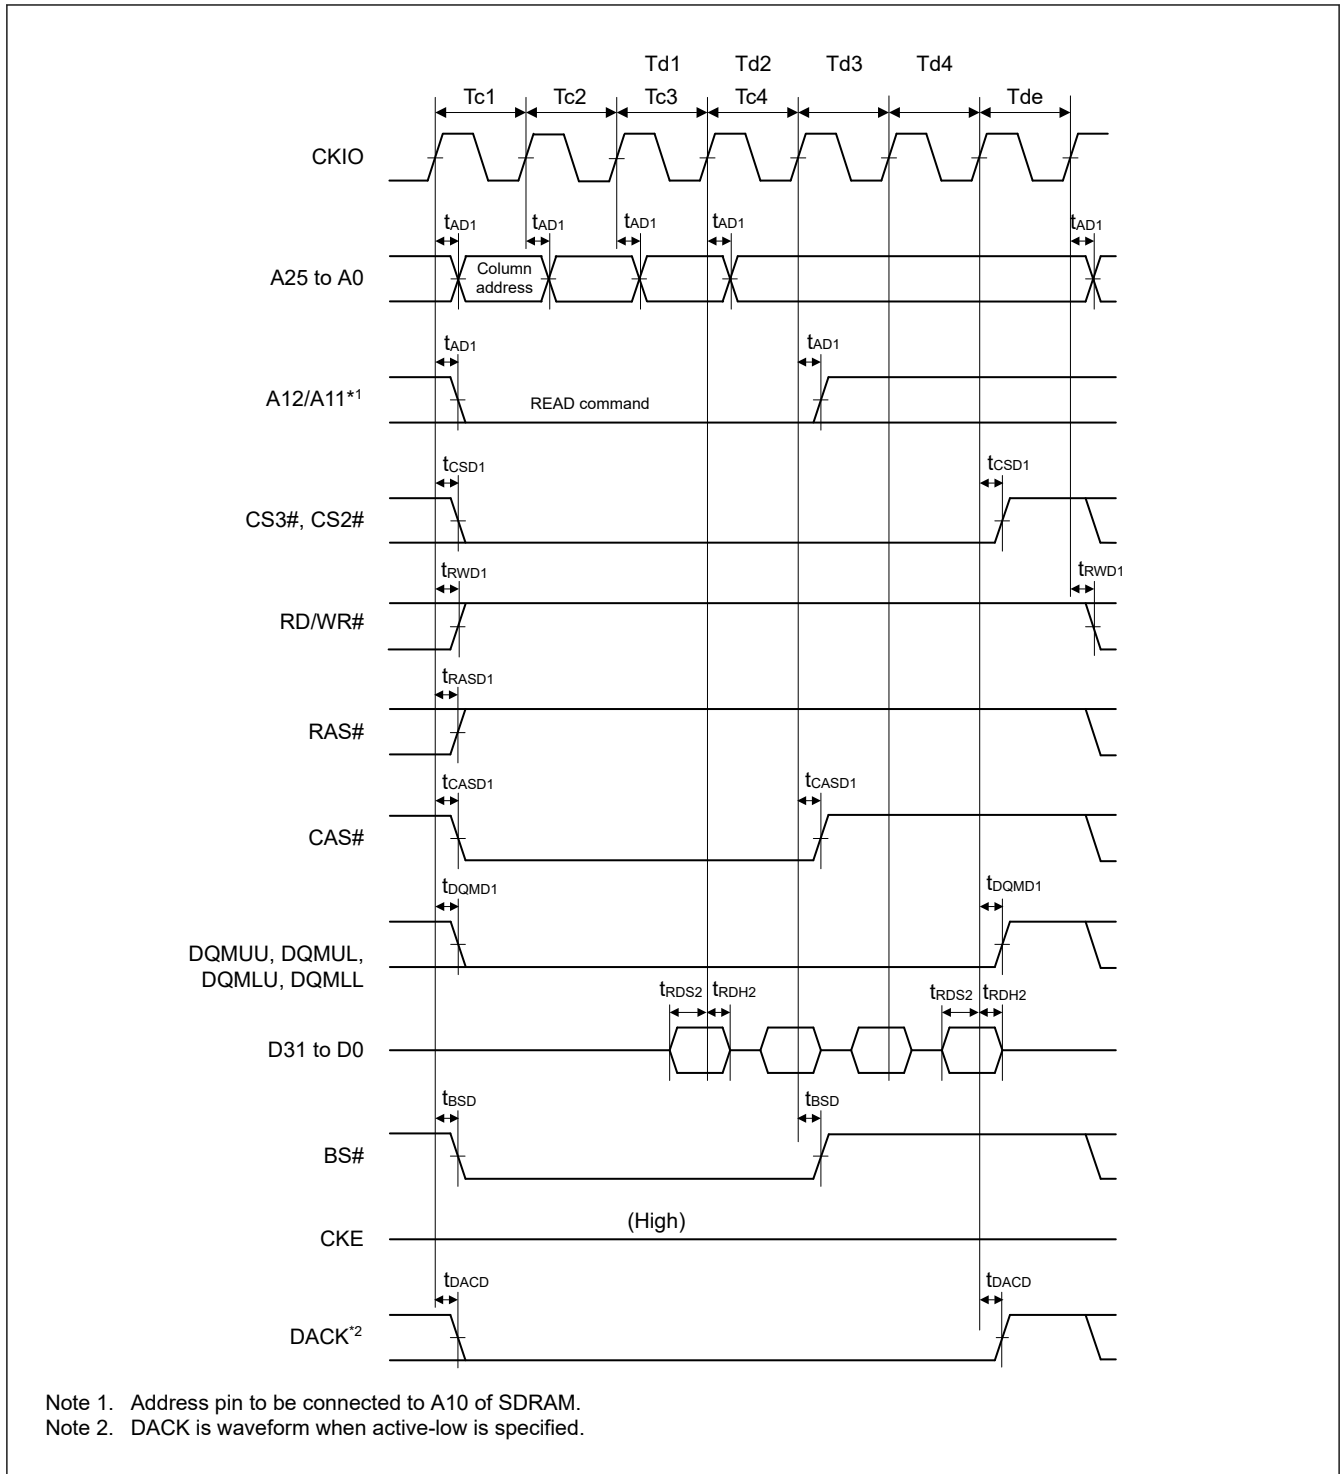 Td1 Td2 Td3 Td4
Tc1 Tc2 Tc3 Tc4 Tde
CKIO
tAD1 tAD1 tAD1 tAD1 tAD1
A25 to A0
Column
address
tAD1 tAD1
A12/A11*1
READ command
tCSD1 tCSD1
CS3#, CS2#
tRWD1 tRWD1
RD/WR#
tRASD1
RAS#
tCASD1 tCASD1
CAS#
tDQMD1 tDQMD1
DQMUU, DQMUL,
DQMLU, DQMLL
tRDS2 tRDH2 tRDS2 tRDH2
D31 to D0
tBSD tBSD
BS#
(High)
CKE
tDACD tDACD
DACK*2
Note 1. Address pin to be connected to A10 of SDRAM.
Note 2. DACK is waveform when active-low is specified.